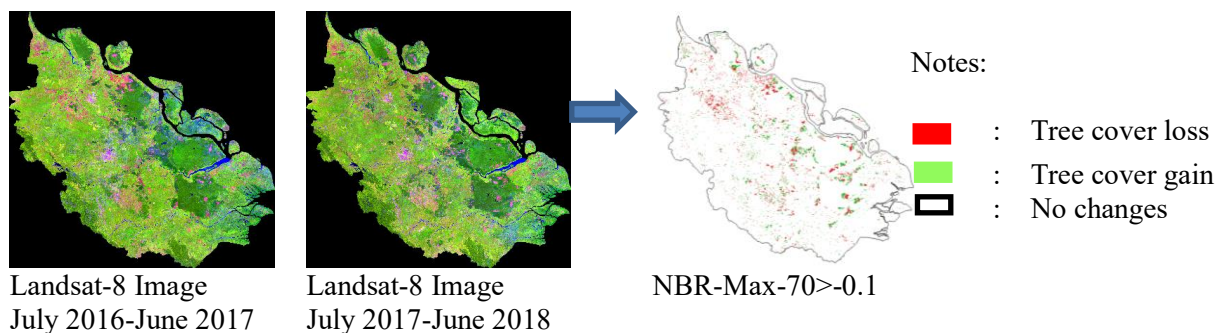 Notes:
: Tree cover loss
: Tree cover gain
: No changes
Landsat-8 Image
July 2016-June 2017
Landsat-8 Image
July 2017-June 2018
NBR-Max-70>-0.1